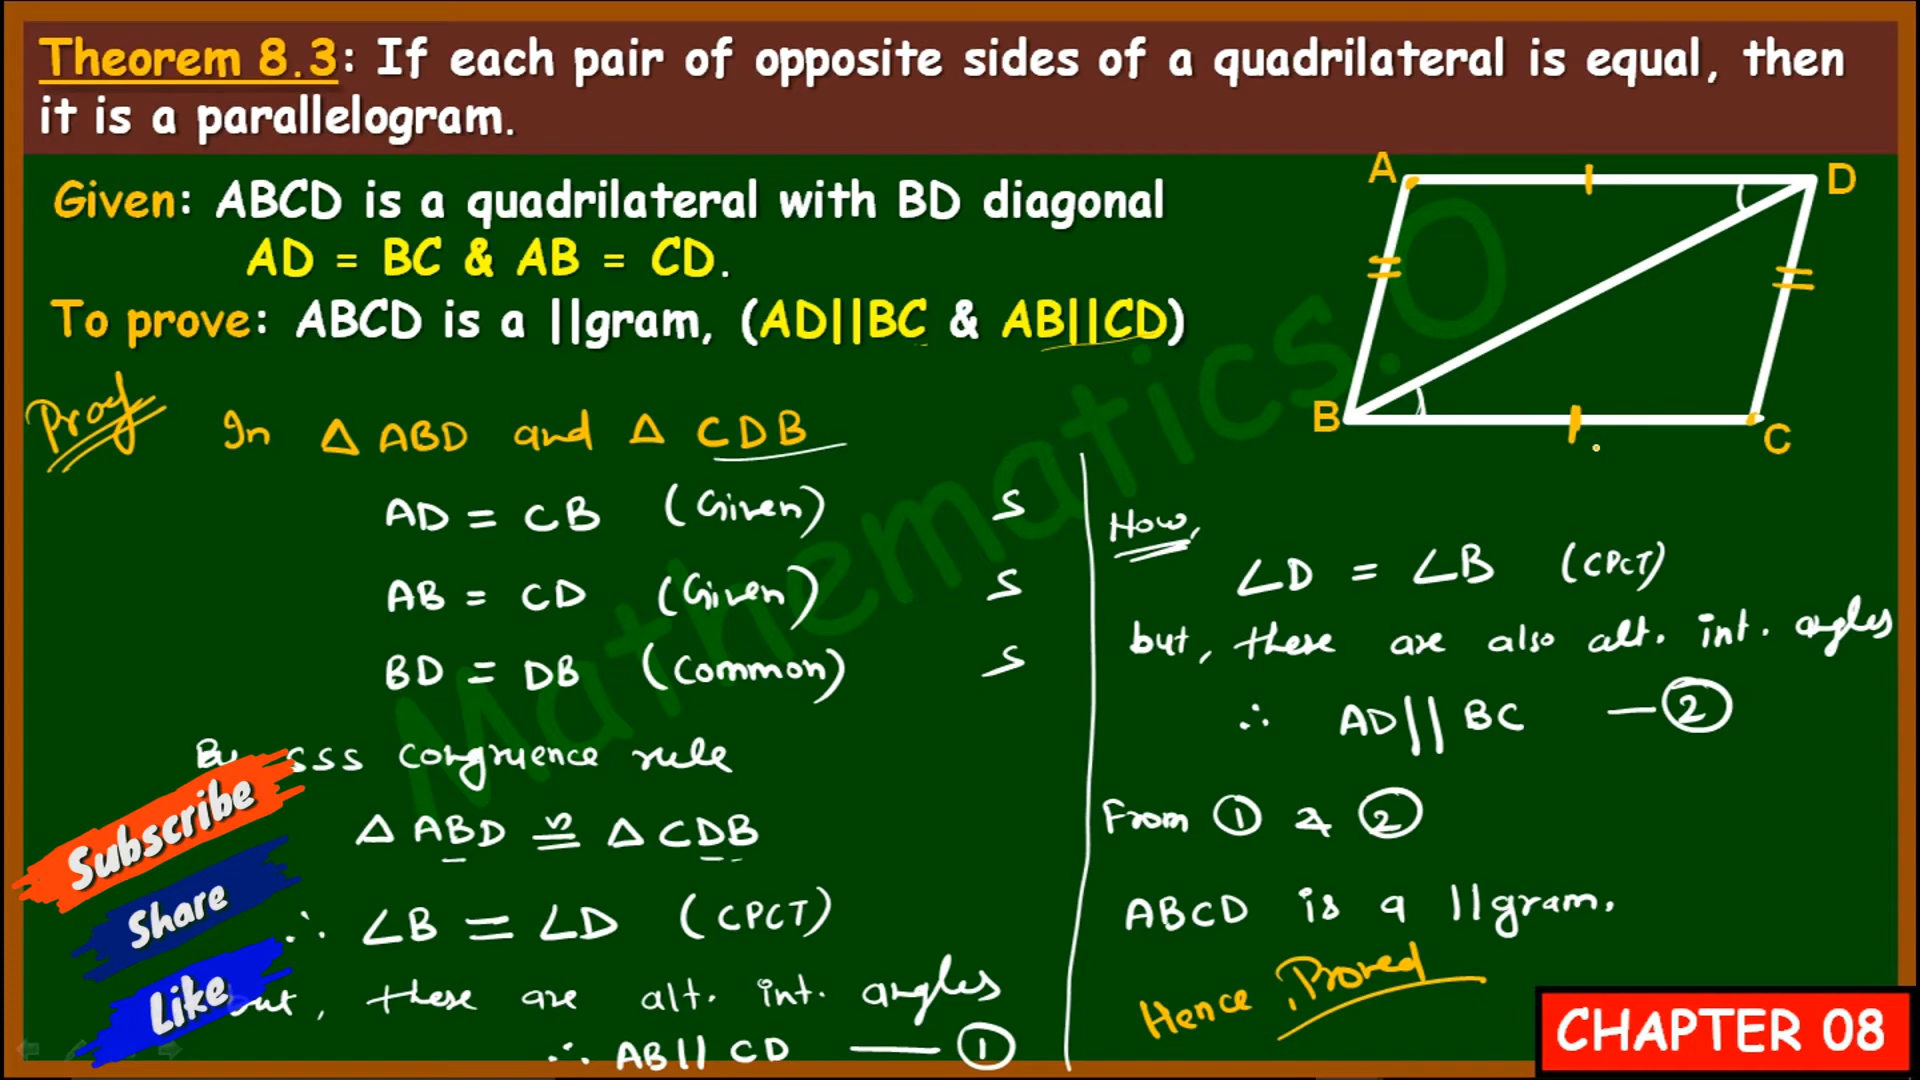 Theorem 8.3: If each pair of opposite sides of a quadrilateral is equal, then
it is a parallelogram.
Given: ABCD is a quadrilateral with BD diagonal
AD = BC & AB = CD.
To prove: ABCD is a ||gram, (AD||BC & AB||CD)
A
D
B
C
Proof
In △ ABD and △ CDB
AD = CB (Given) S
AB = CD (Given) S
BD = DB (Common) S
By SSS congruence rule
△ ABD ≅ △ CDB
∴ ∠B = ∠D (CPCT)
but, these are alt. int. angles
∴ AB || CD — ①
Now,
∠D = ∠B (CPCT)
but, these are also alt. int. angles
∴ AD || BC — ②
From ① & ②
ABCD is a ||gram.
Hence, Proved
Subscribe
Share
Like
CHAPTER 08
Mathematics.O